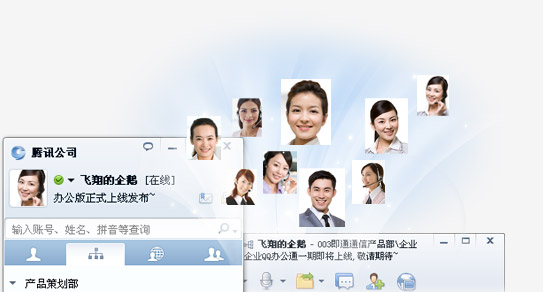 腾讯公司
飞翔的企鹅 [在线]
办公版正式上线发布~
输入账号、姓名、拼音等查询
产品策划部
飞翔的企鹅 - 003即通通信产品部\企业
企业QQ办公通一期即将上线, 敬请期待~